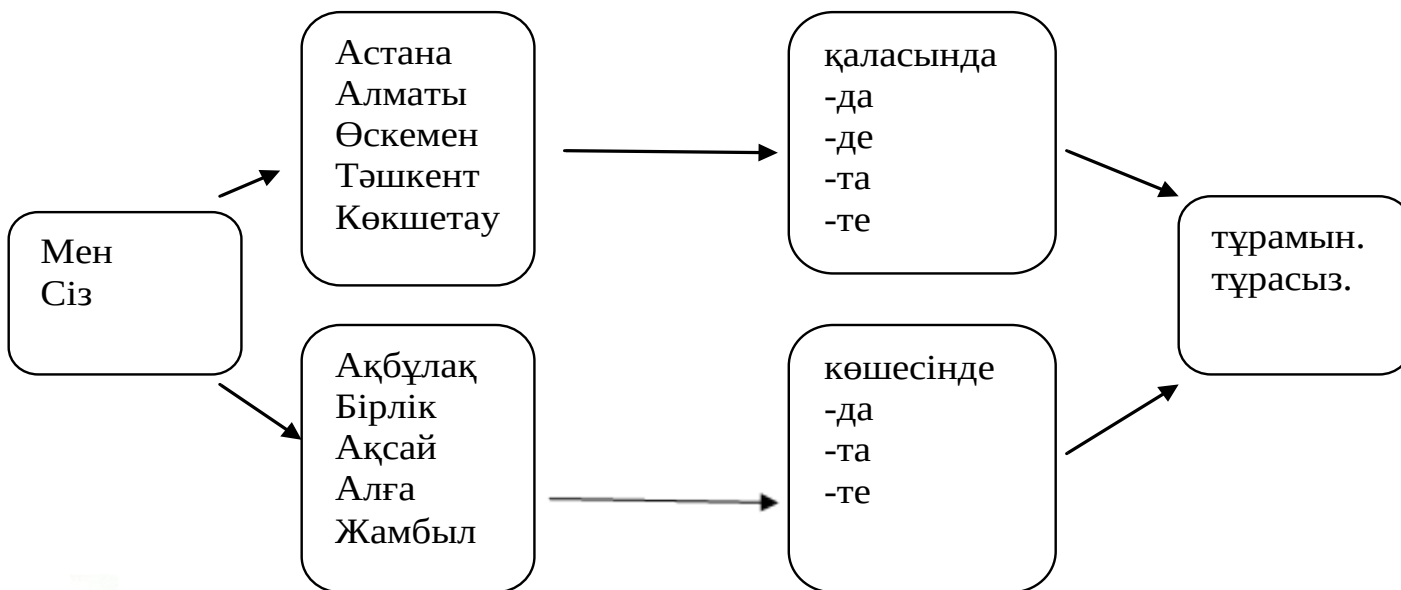 Мен
Сіз
Астана
Алматы
Өскемен
Тәшкент
Көкшетау
қаласында
-да
-де
-та
-те
Ақбұлақ
Бірлік
Ақсай
Алға
Жамбыл
көшесінде
-да
-та
-те
тұрамын.
тұрасыз.